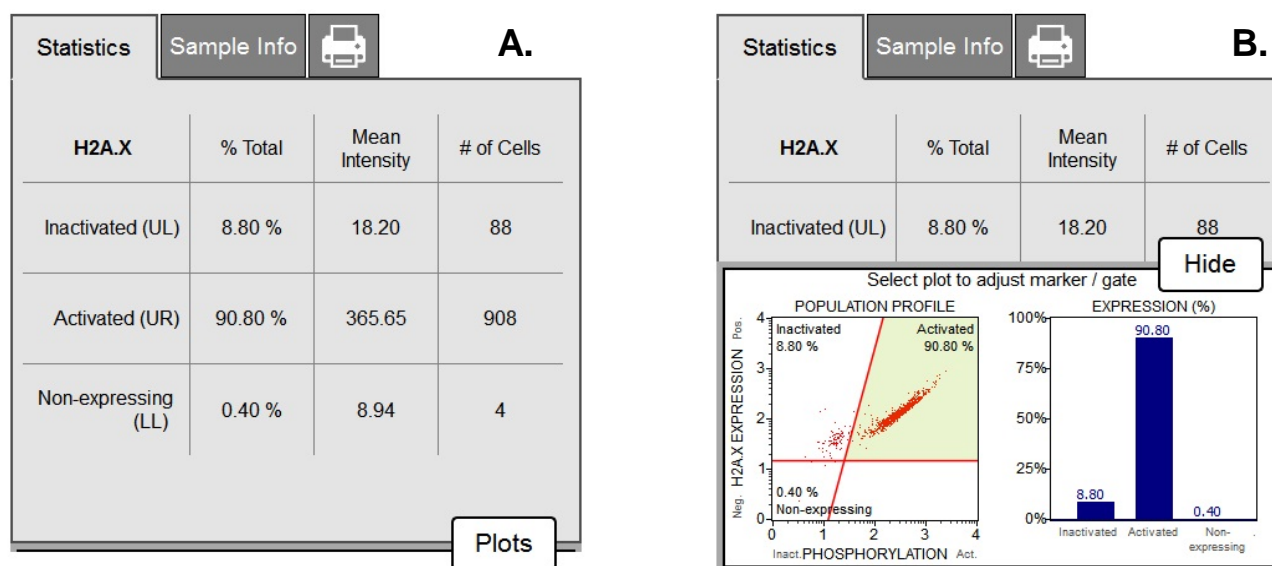 A.
Statistics
Sample Info
H2A.X
% Total
Mean
Intensity
# of Cells
Inactivated (UL)
8.80 %
18.20
88
Activated (UR)
90.80 %
365.65
908
Non-expressing
(LL)
0.40 %
8.94
4
Plots
B.
Statistics
Sample Info
H2A.X
% Total
Mean
Intensity
# of Cells
Inactivated (UL)
8.80 %
18.20
88
Hide
Select plot to adjust marker / gate
POPULATION PROFILE
Neg. H2A.X EXPRESSION Pos.
4
3
2
1
0
Inactivated
8.80 %
Activated
90.80 %
0.40 %
Non-expressing
0 1 2 3 4
Inact. PHOSPHORYLATION Act.
EXPRESSION (%)
100%
75%
50%
25%
0%
8.80
90.80
0.40
Inactivated
Activated
Non-
expressing
.